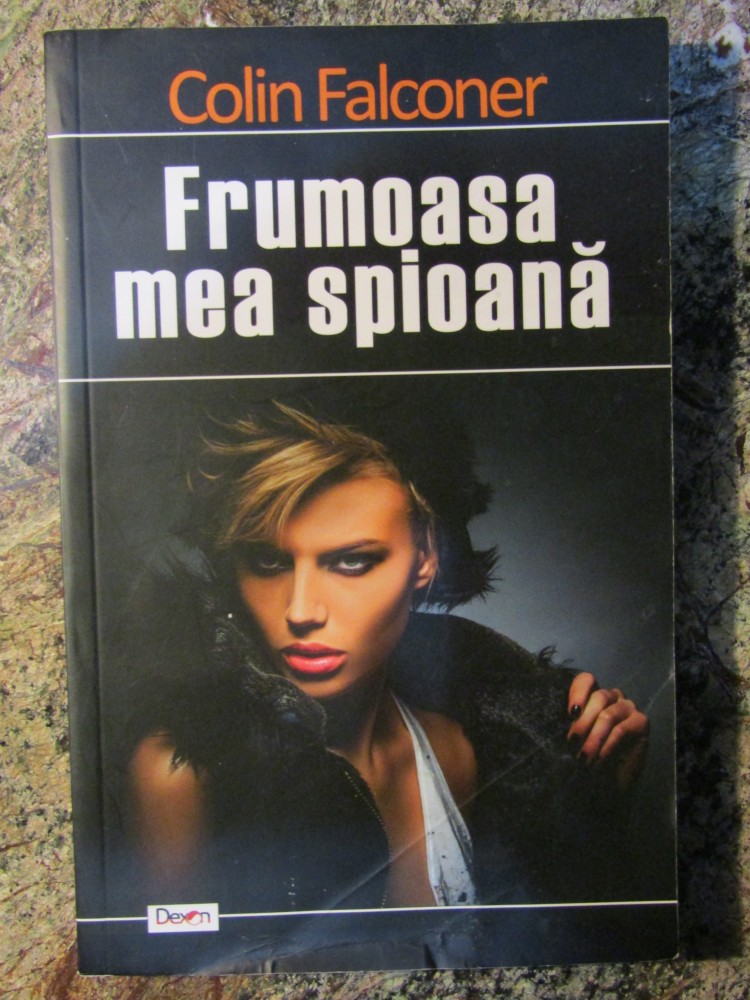 Colin Falconer
Frumoasa
mea spioană
Dexon